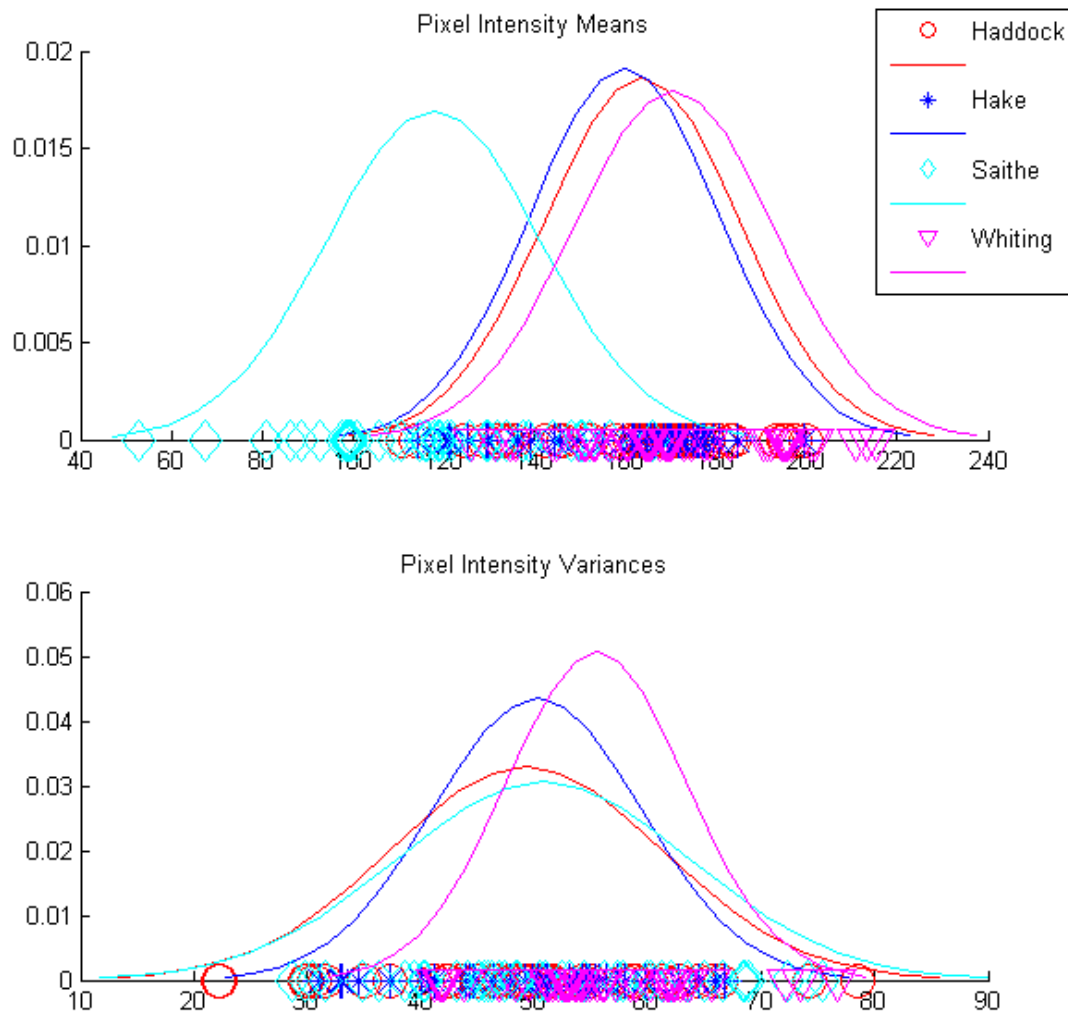 Pixel Intensity Means
Haddock
Hake
Saithe
Whiting
0.02
0.015
0.01
0.005
0
40 60 80 100 120 140 160 180 200 220 240
Pixel Intensity Variances
0.06
0.05
0.04
0.03
0.02
0.01
0
10 20 30 40 50 60 70 80 90